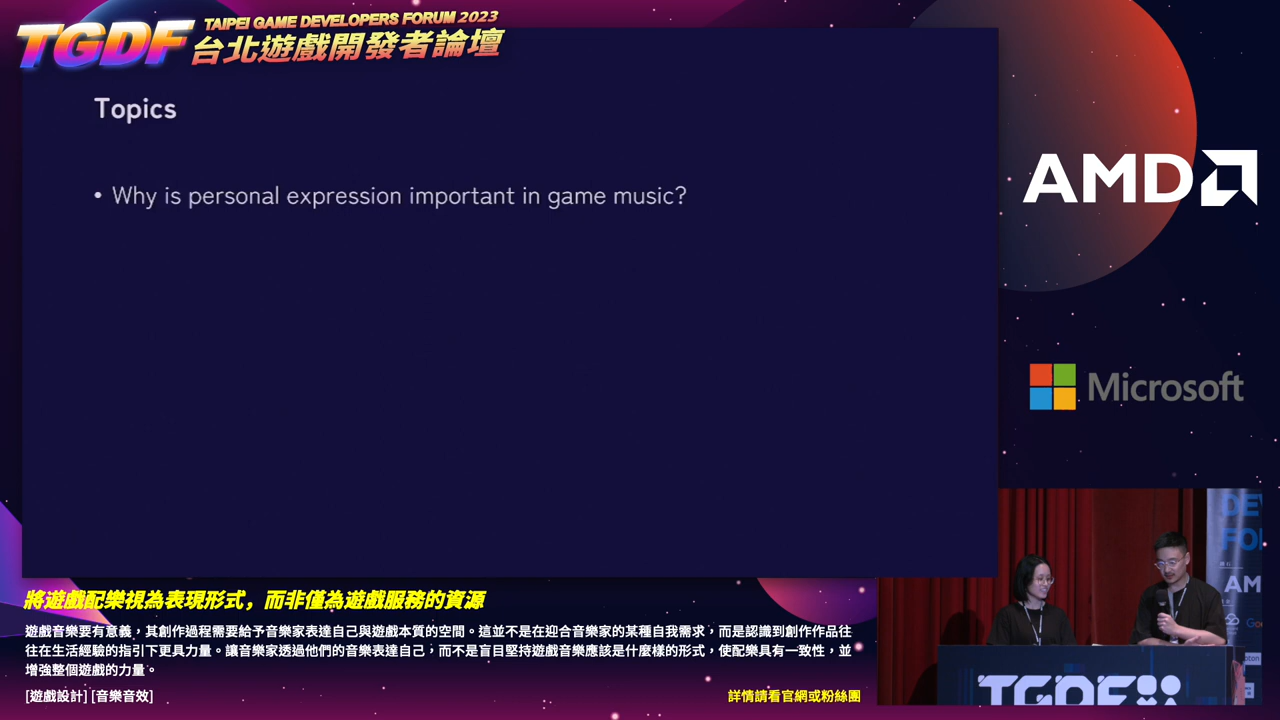 TGDF
TAIPEI GAME DEVELOPERS FORUM 2023
台北遊戲開發者論壇
Topics
• Why is personal expression important in game music?
AMD
Microsoft
DEV
FO
AM
TGDF
將遊戲配樂視為表現形式，而非僅為遊戲服務的資源
遊戲音樂要有意義，其創作過程需要給予音樂家表達自己與遊戲本質的空間。這並不是在迎合音樂家的某種自我需求，而是認識到創作作品往
往在生活經驗的指引下更具力量。讓音樂家透過他們的音樂表達自己，而不是盲目堅持遊戲音樂應該是什麼樣的形式，使配樂具有一致性，並
增強整個遊戲的力量。
[遊戲設計] [音樂音效]
詳情請看官網或粉絲團